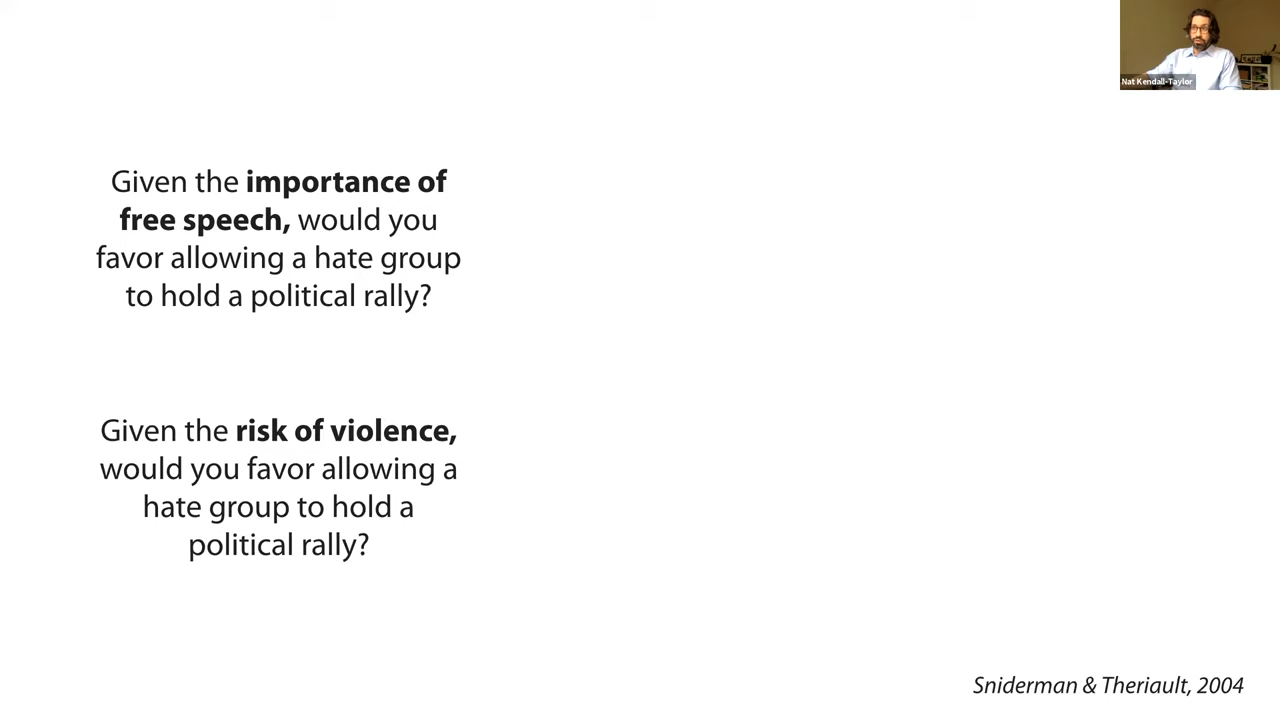 Nat Kendall-Taylor
Given the importance of
free speech, would you
favor allowing a hate group
to hold a political rally?
Given the risk of violence,
would you favor allowing a
hate group to hold a
political rally?
Sniderman & Theriault, 2004